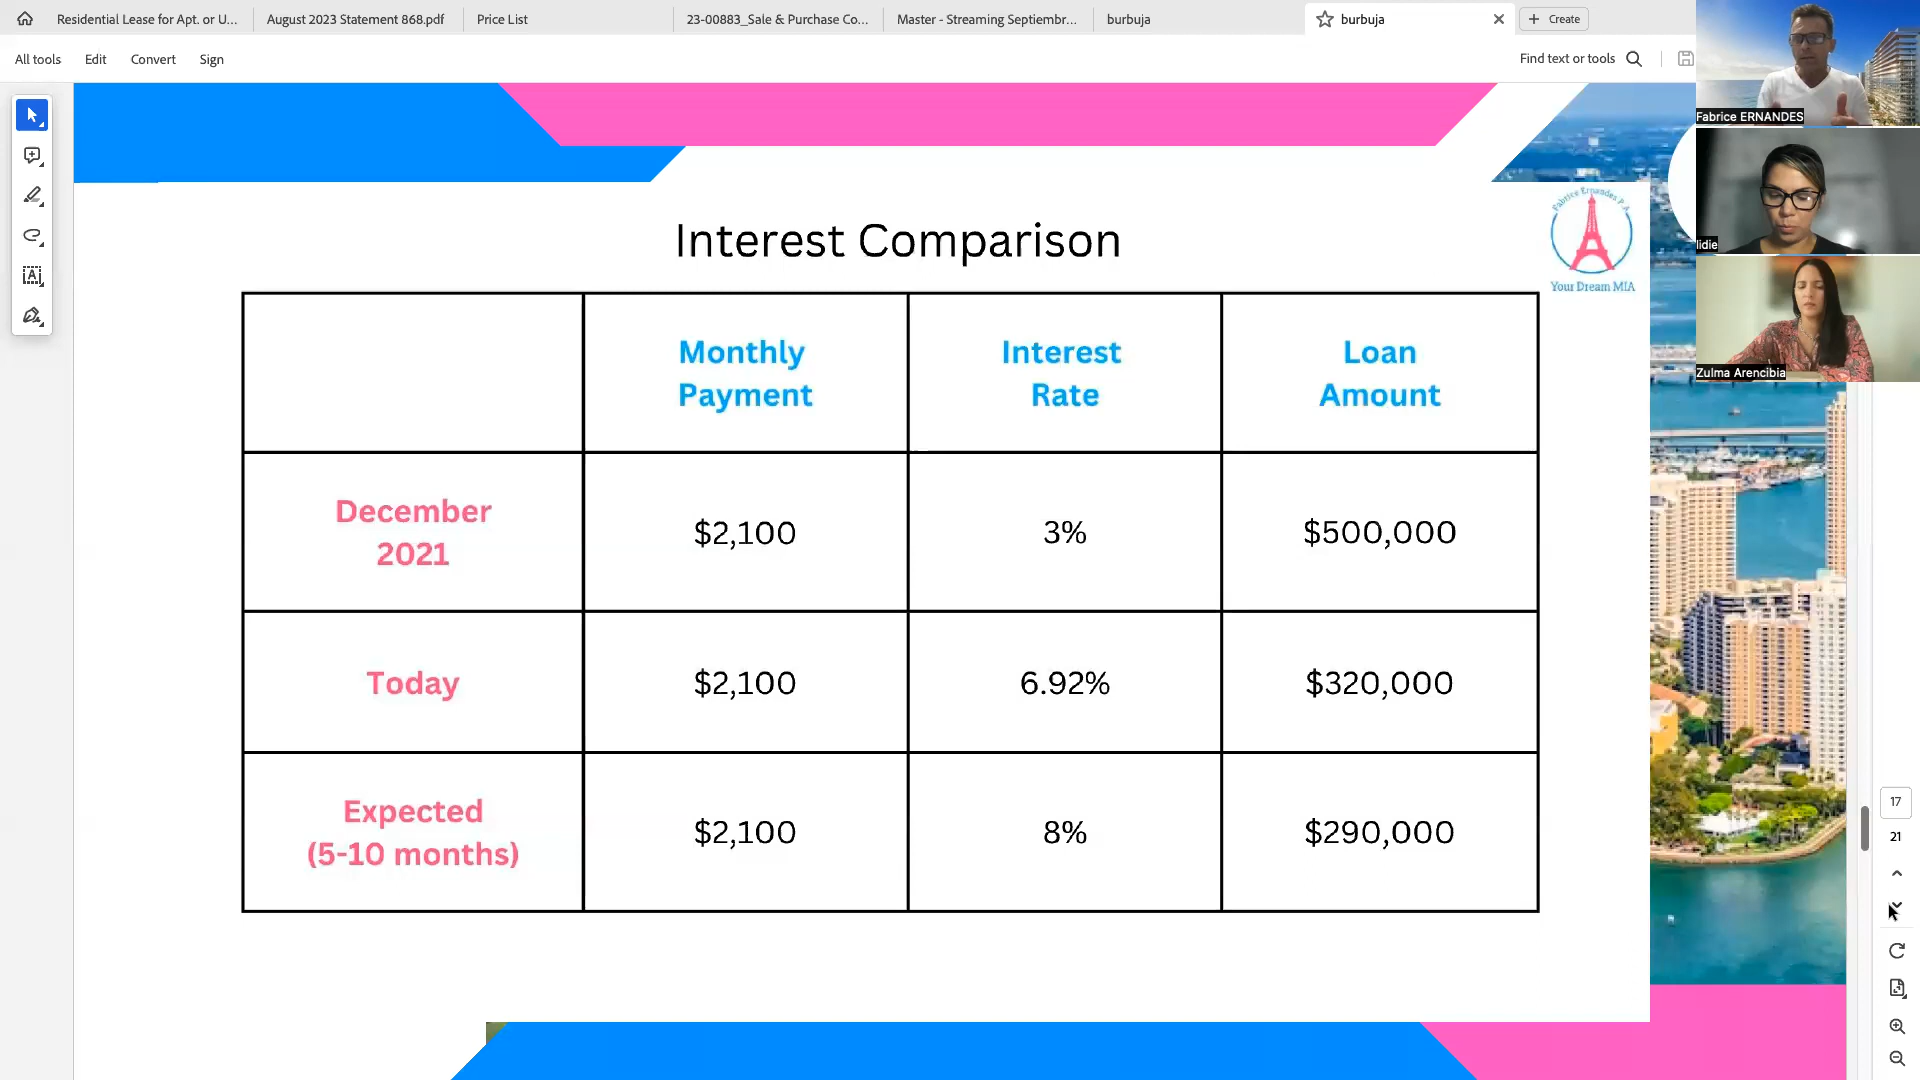 Residential Lease for Apt. or U...
August 2023 Statement 868.pdf
Price List
23-00883_Sale & Purchase Co...
Master - Streaming Septiembr...
burbuja
burbuja
Create
All tools
Edit
Convert
Sign
Find text or tools
Fabrice ERNANDES
lidie
Zulma Arencibia
Fabrice Ernandes P.A
Your Dream MIA
Interest Comparison
Monthly
Payment
Interest
Rate
Loan
Amount
December
2021
$2,100
3%
$500,000
Today
$2,100
6.92%
$320,000
Expected
(5-10 months)
$2,100
8%
$290,000
17
21